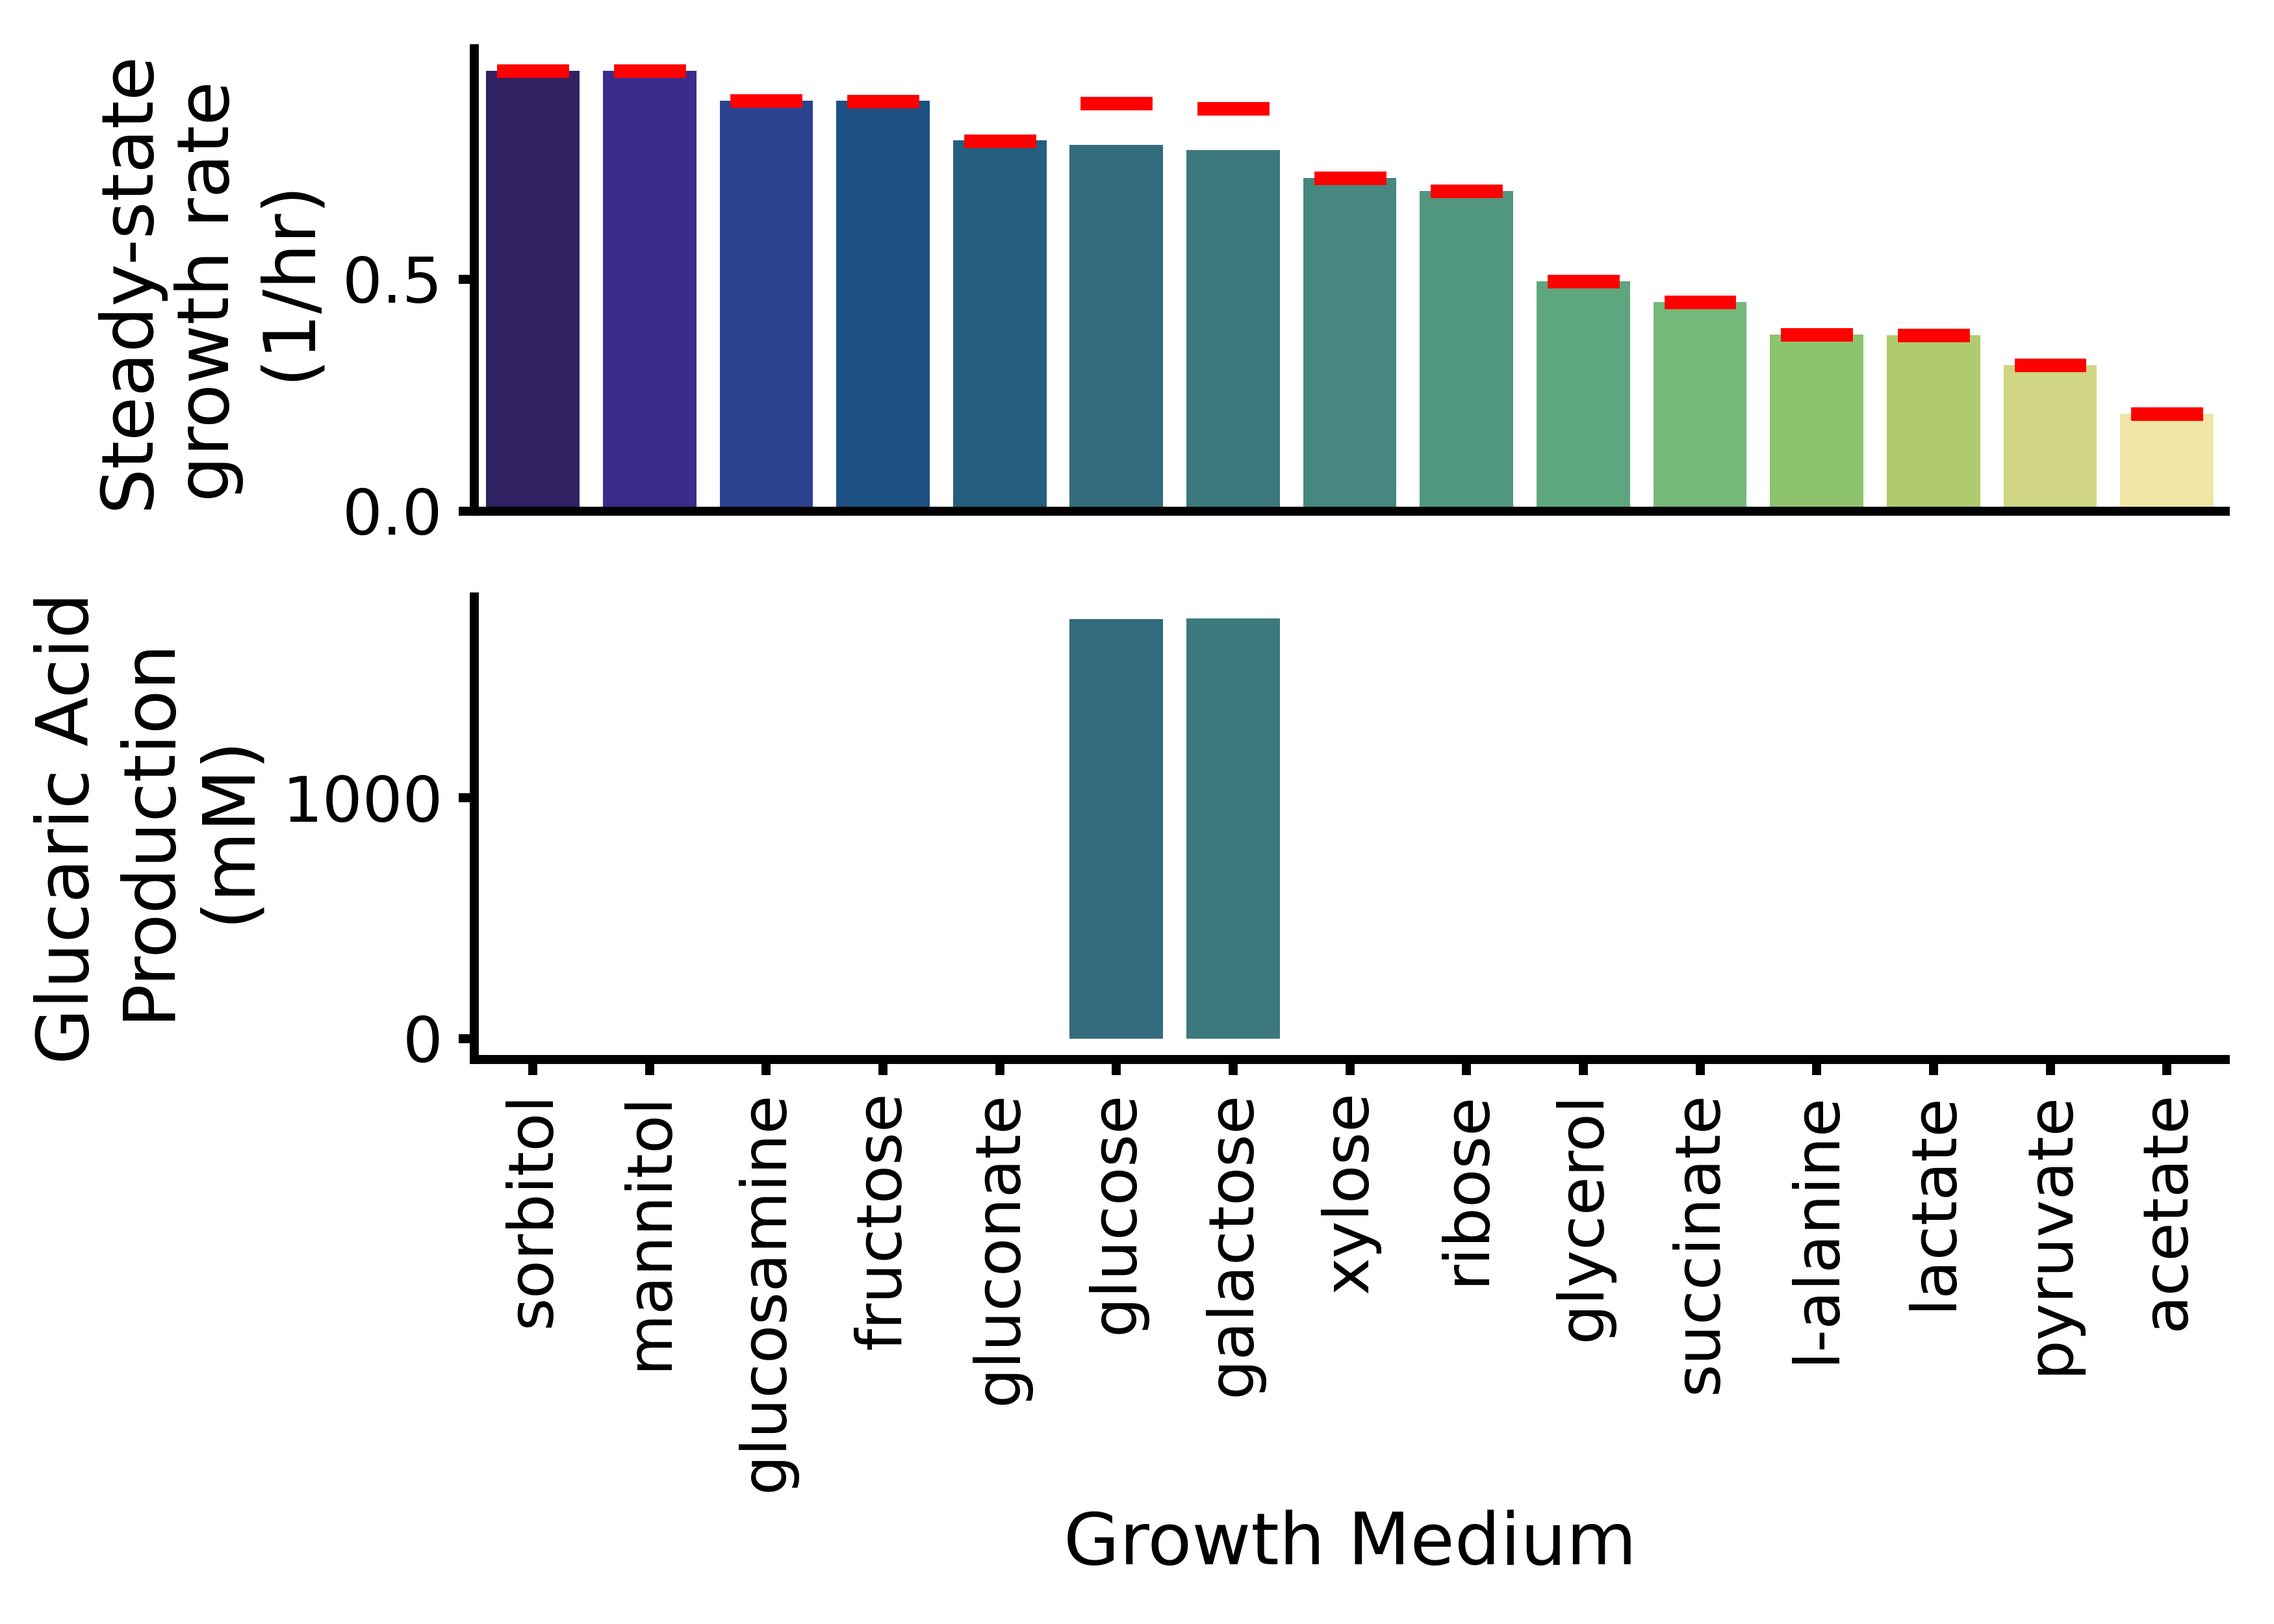 Steady-state
growth rate
(1/hr)
0.5
0.0
Glucaric Acid
Production
(mM)
1000
0
sorbitol
mannitol
glucosamine
fructose
gluconate
glucose
galactose
xylose
ribose
glycerol
succinate
l-alanine
lactate
pyruvate
acetate
Growth Medium